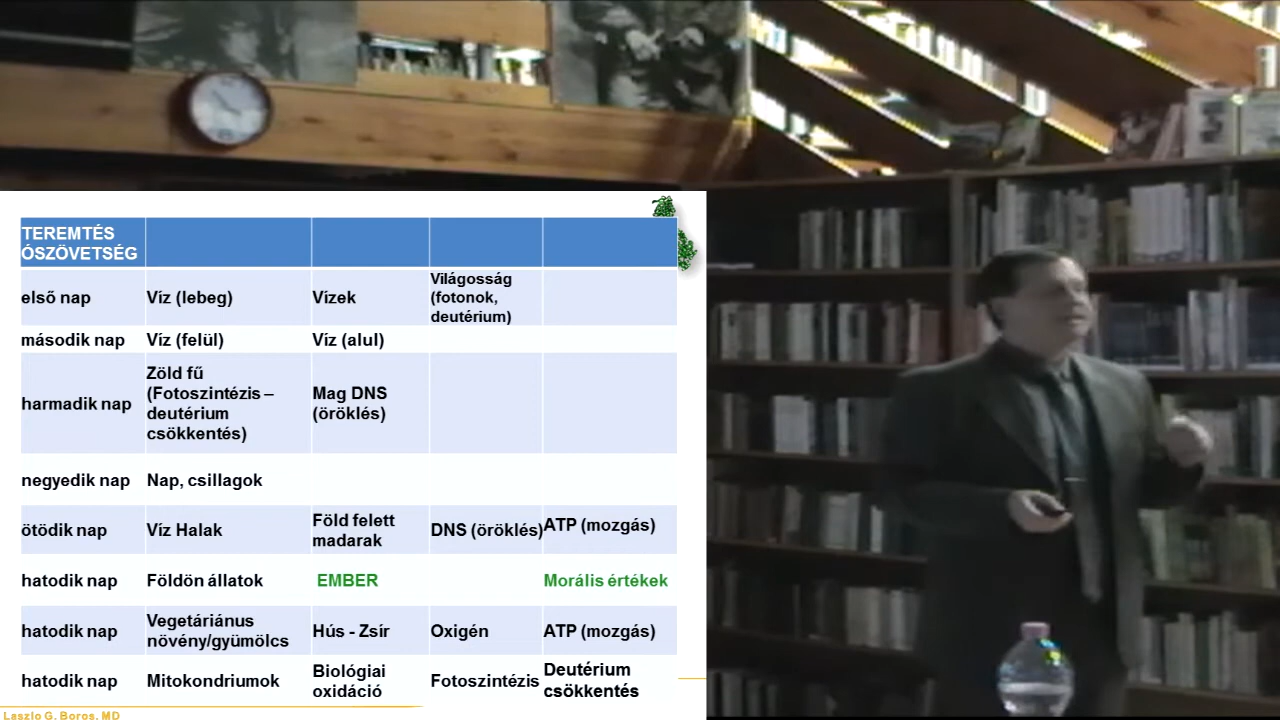 TEREMTÉS
ÓSZÖVETSÉG
első nap
Víz (lebeg)
Vizek
Világosság
(fotonok,
deutérium)
második nap
Víz (felül)
Víz (alul)
harmadik nap
Zöld fű
(Fotoszintézis –
deutérium
csökkentés)
Mag DNS
(öröklés)
negyedik nap
Nap, csillagok
ötödik nap
Víz Halak
Föld felett
madarak
DNS (öröklés)
ATP (mozgás)
hatodik nap
Földön állatok
EMBER
Morális értékek
hatodik nap
Vegetáriánus
növény/gyümölcs
Hús - Zsír
Oxigén
ATP (mozgás)
hatodik nap
Mitokondriumok
Biológiai
oxidáció
Fotoszintézis
Deutérium
csökkentés
Laszlo G. Boros, MD